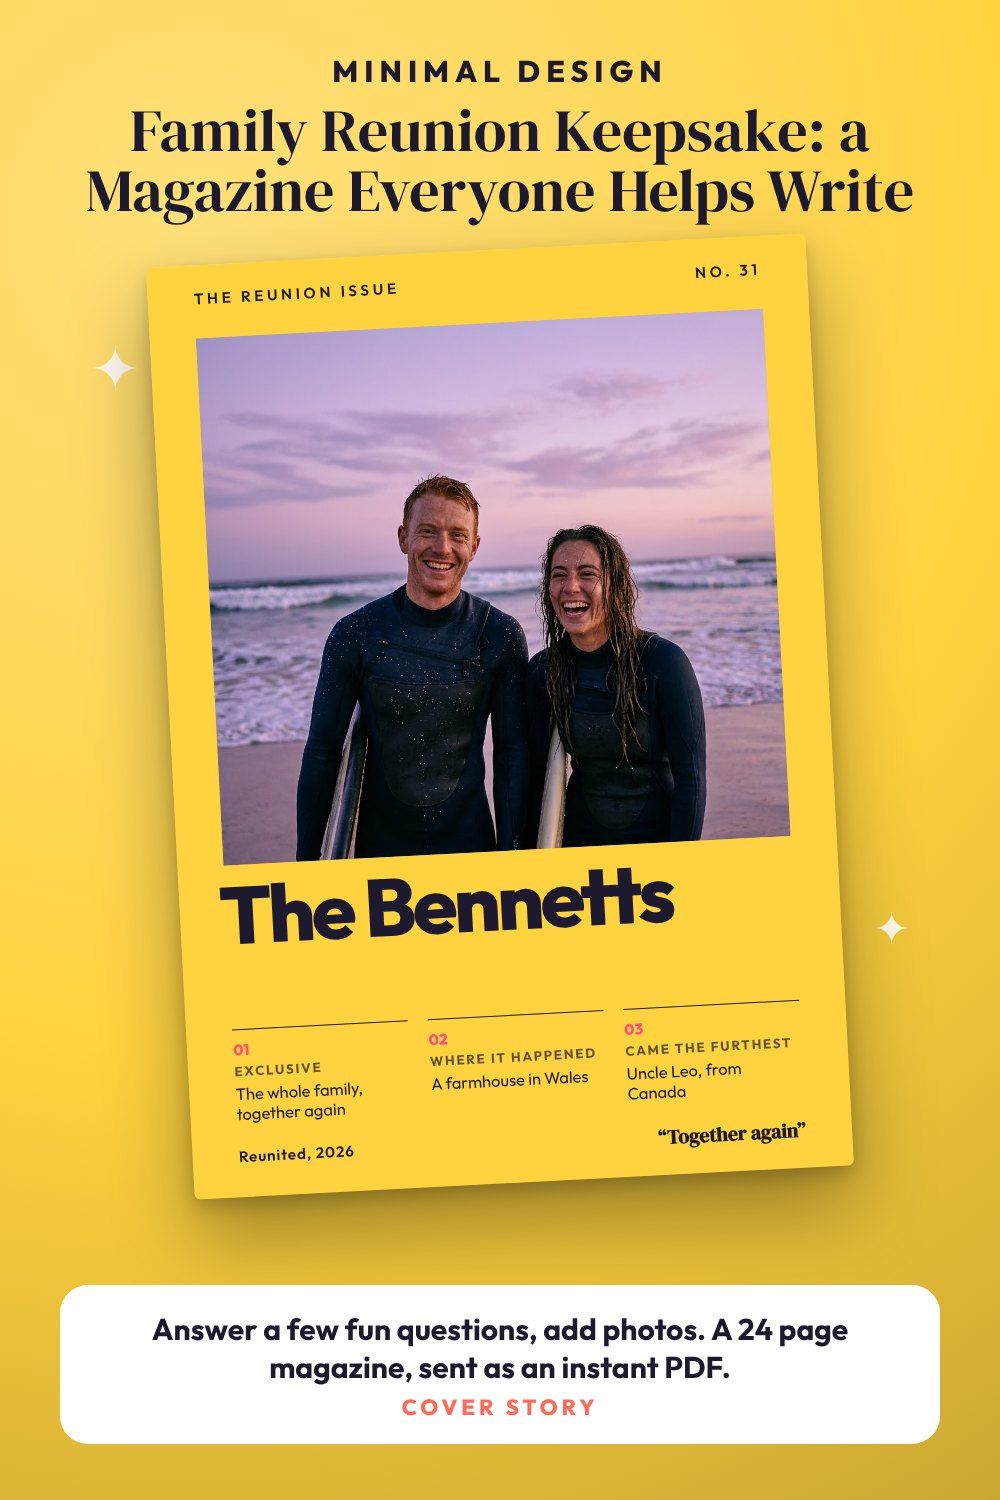 MINIMAL DESIGN
Family Reunion Keepsake: a
Magazine Everyone Helps Write
THE REUNION ISSUE
NO. 31
The Bennetts
01
EXCLUSIVE
The whole family,
together again
02
WHERE IT HAPPENED
A farmhouse in Wales
03
CAME THE FURTHEST
Uncle Leo, from
Canada
Reunited, 2026
“Together again”
Answer a few fun questions, add photos. A 24 page
magazine, sent as an instant PDF.
COVER STORY